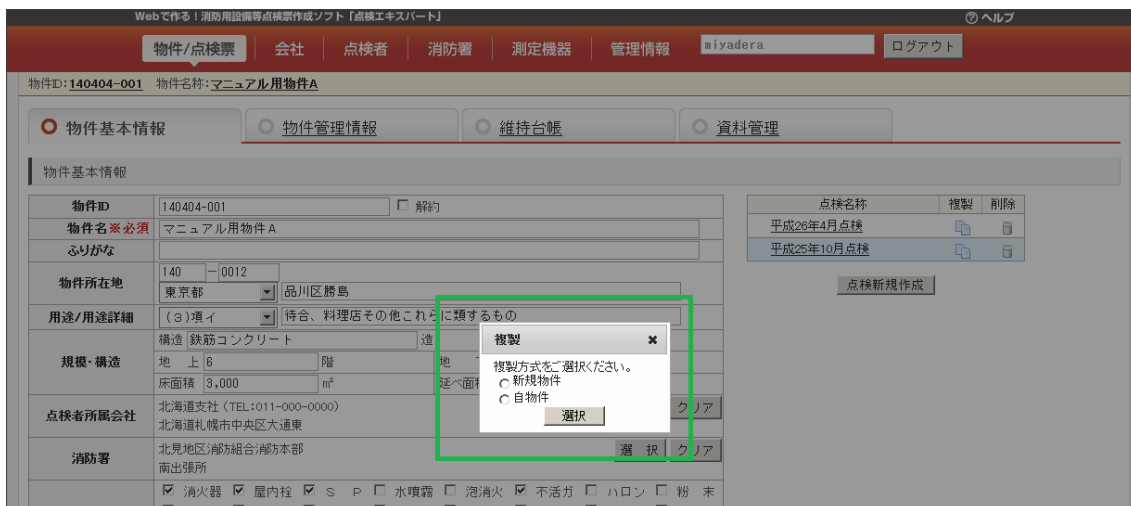 Webで作る!消防用設備等点検票作成ソフト「点検エキスパート」
ヘルプ
物件/点検票 会社 点検者 消防署 測定機器 管理情報 miyadera ログアウト
物件ID:140404-001 物件名称:マニュアル用物件A
物件基本情報 物件管理情報 維持台帳 資料管理
物件基本情報
物件ID 140404-001 解約
物件名※必須 マニュアル用物件A
ふりがな
物件所在地 140 -0012
東京都 品川区勝島
用途/用途詳細 (3)項イ 待合、料理店その他これらに類するもの
規模・構造 構造 鉄筋コンクリート 造
地 上 6 階 地
床面積 3,000 ㎡ 延べ面積
点検者所属会社 北海道支社(TEL:011-000-0000) クリア
北海道札幌市中央区大通東
消防署 北見地区消防組合消防本部 選 択 クリア
南出張所
消火器 屋内栓 S P 水噴霧 泡消火 不活ガ ハロン 粉 末
点検名称 複製 削除
平成26年4月点検
平成25年10月点検
点検新規作成
複製 ×
複製方式をご選択ください。
新規物件
自物件
選択